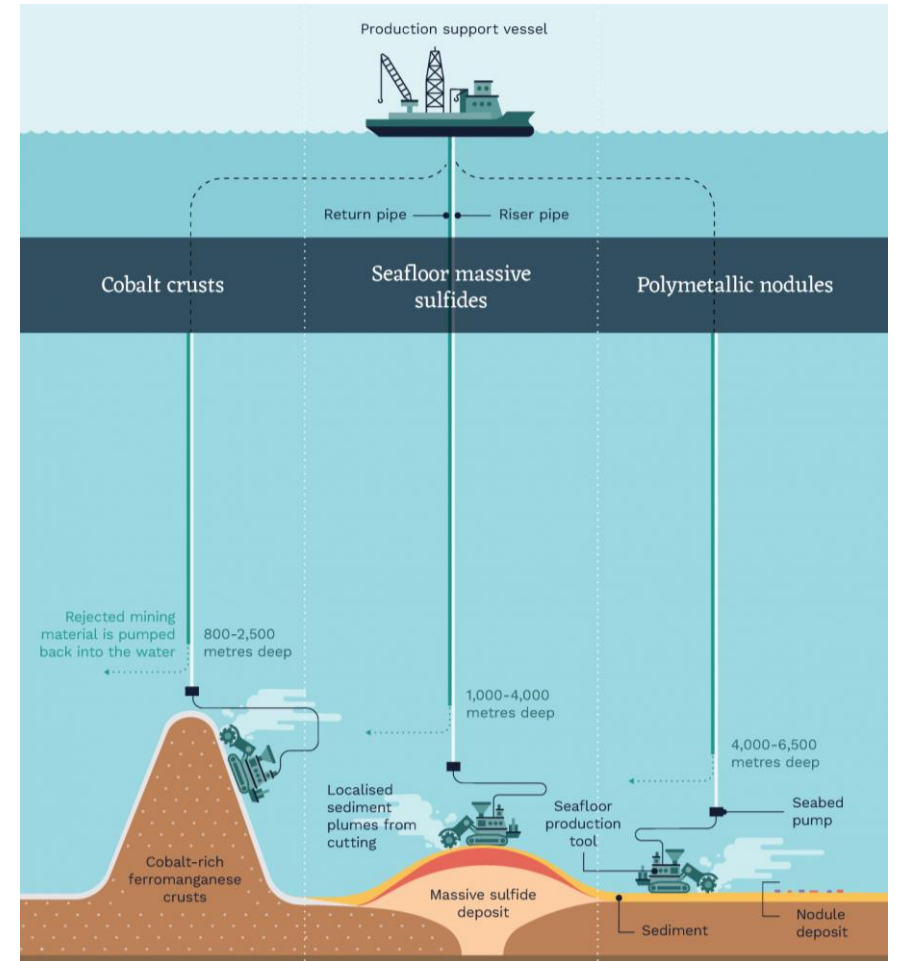 Production support vessel
Return pipe
Riser pipe
Cobalt crusts
Seafloor massive
sulfides
Polymetallic nodules
Rejected mining
material is pumped
back into the water
800-2,500
metres deep
1,000-4,000
metres deep
4,000-6,500
metres deep
Localised
sediment
plumes from
cutting
Seafloor
production
tool
Seabed
pump
Cobalt-rich
ferromanganese
crusts
Massive sulfide
deposit
Sediment
Nodule
deposit